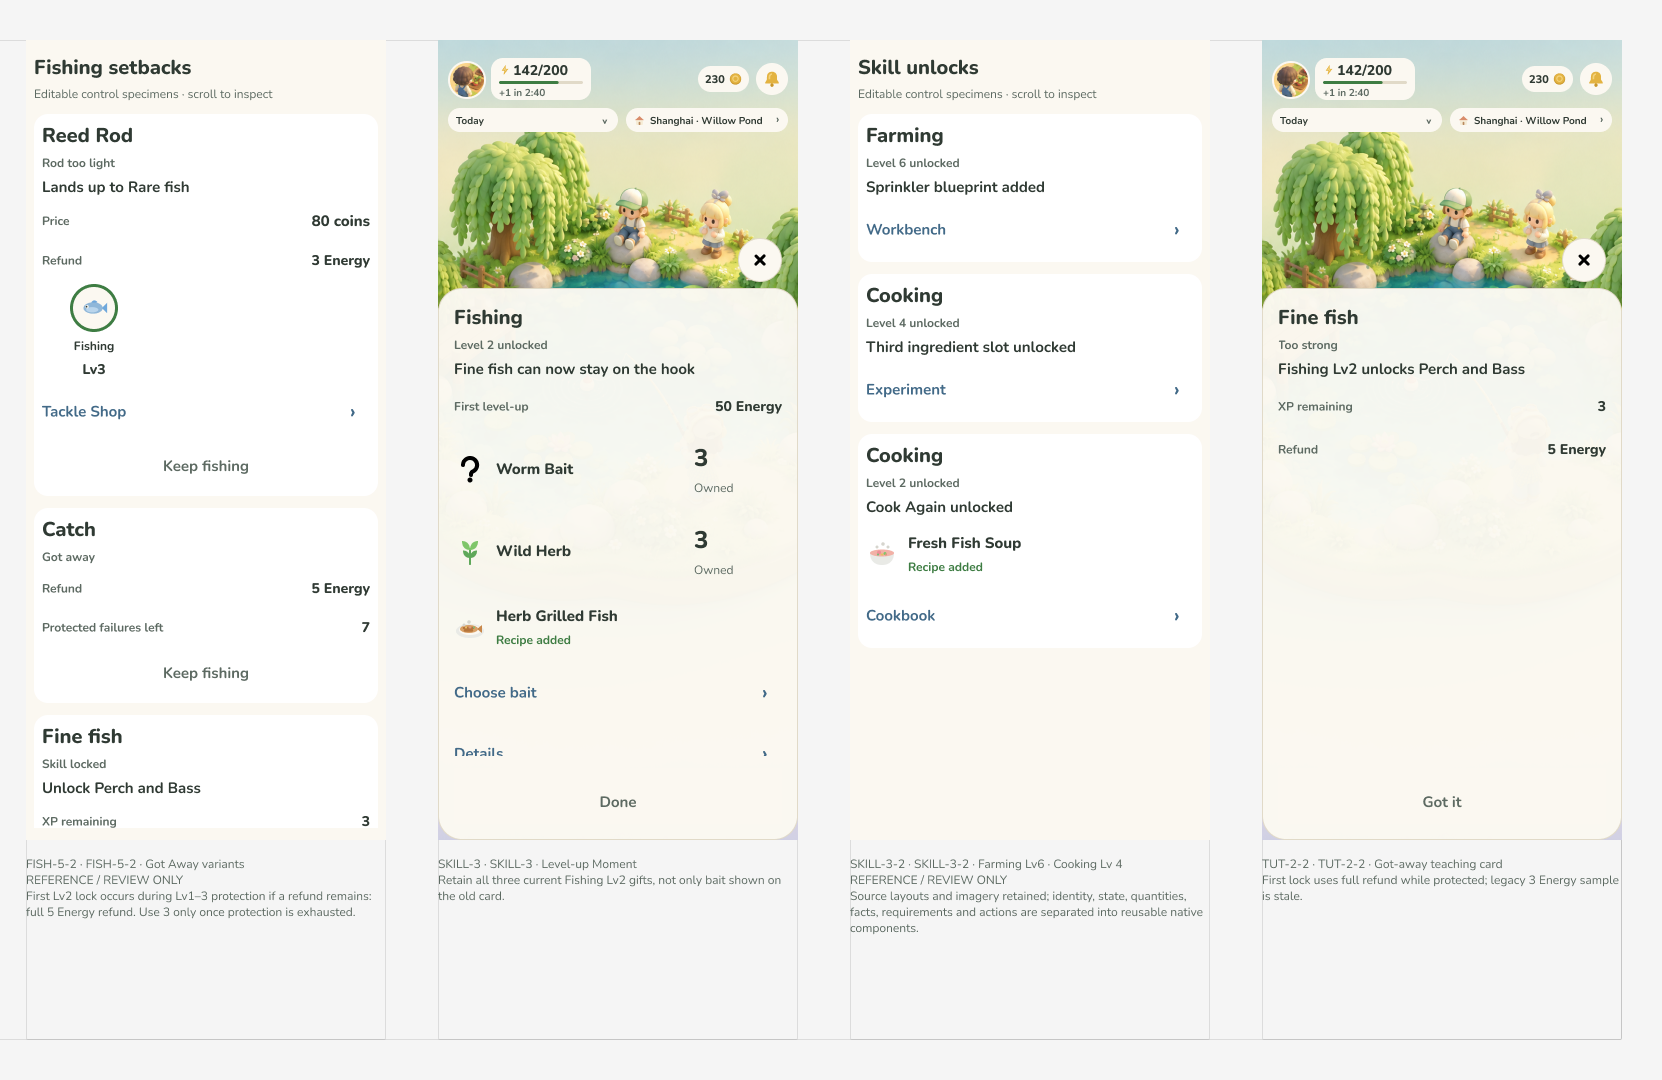 Fishing setbacks
Editable control specimens · scroll to inspect
Reed Rod
Rod too light
Lands up to Rare fish
Price 80 coins
Refund 3 Energy
Fishing
Lv3
Tackle Shop ›
Keep fishing
Catch
Got away
Refund 5 Energy
Protected failures left 7
Keep fishing
Fine fish
Skill locked
Unlock Perch and Bass
XP remaining 3
FISH-5-2 · FISH-5-2 · Got Away variants
REFERENCE / REVIEW ONLY
First Lv2 lock occurs during Lv1–3 protection if a refund remains:
full 5 Energy refund. Use 3 only once protection is exhausted.
142/200
+1 in 2:40
230
Today
Shanghai · Willow Pond ›
Fishing
Level 2 unlocked
Fine fish can now stay on the hook
First level-up 50 Energy
? Worm Bait 3
Owned
Wild Herb 3
Owned
Herb Grilled Fish
Recipe added
Choose bait ›
Details ›
Done
SKILL-3 · SKILL-3 · Level-up Moment
Retain all three current Fishing Lv2 gifts, not only bait shown on
the old card.
Skill unlocks
Editable control specimens · scroll to inspect
Farming
Level 6 unlocked
Sprinkler blueprint added
Workbench ›
Cooking
Level 4 unlocked
Third ingredient slot unlocked
Experiment ›
Cooking
Level 2 unlocked
Cook Again unlocked
Fresh Fish Soup
Recipe added
Cookbook ›
SKILL-3-2 · SKILL-3-2 · Farming Lv6 · Cooking Lv 4
REFERENCE / REVIEW ONLY
Source layouts and imagery retained; identity, state, quantities,
facts, requirements and actions are separated into reusable native
components.
142/200
+1 in 2:40
230
Today
Shanghai · Willow Pond ›
Fine fish
Too strong
Fishing Lv2 unlocks Perch and Bass
XP remaining 3
Refund 5 Energy
Got it
TUT-2-2 · TUT-2-2 · Got-away teaching card
First lock uses full refund while protected; legacy 3 Energy sample
is stale.